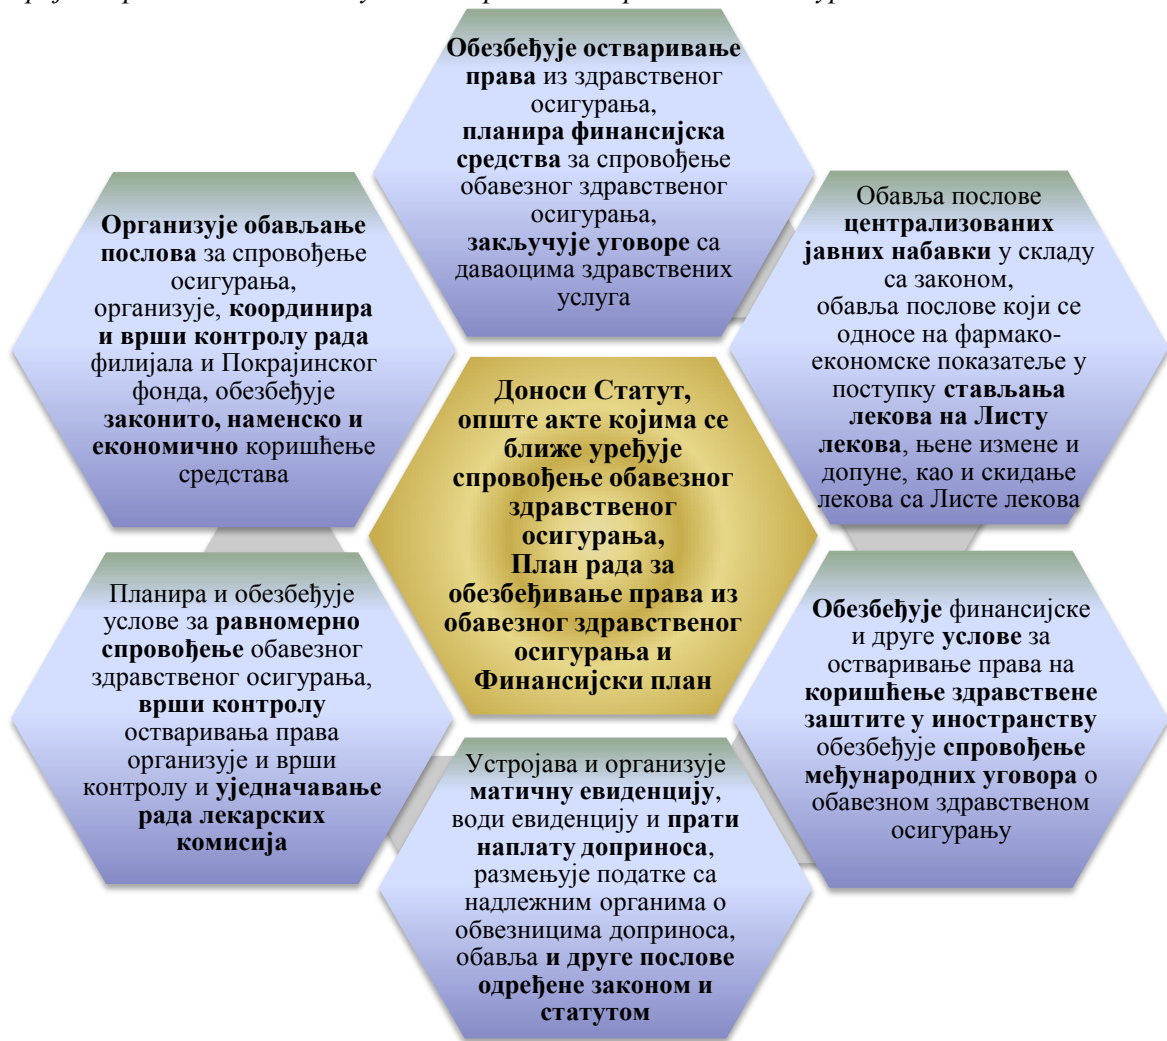 Обезбеђује остваривање
права из здравственог
осигурања,
планира финансијска
средства за спровођење
обавезног здравственог
осигурања,
закључује уговоре са
даваоцима здравствених
услуга
Обавља послове
централизованих
јавних набавки у складу
са законом,
обавља послове који се
односе на фармако-
економске показатеље у
поступку стављања
лекова на Листу
лекова, њене измене и
допуне, као и скидање
лекова са Листе лекова
Обезбеђује финансијске
и друге услове за
остваривање права на
коришћење здравствене
заштите у иностранству
обезбеђује спровођење
међународних уговора о
обавезном здравственом
осигурању
Устројава и организује
матичну евиденцију,
води евиденцију и прати
наплату доприноса,
размењује податке са
надлежним органима о
обвезницима доприноса,
обавља и друге послове
одређене законом и
статутом
Планира и обезбеђује
услове за равномерно
спровођење обавезног
здравственог осигурања,
врши контролу
остваривања права
организује и врши
контролу и уједначавање
рада лекарских
комисија
Организује обављање
послова за спровођење
осигурања,
организује, координира
и врши контролу рада
филијала и Покрајинског
фонда, обезбеђује
законито, наменско и
економично коришћење
средстава
Доноси Статут,
опште акте којима се
ближе уређује
спровођење обавезног
здравственог
осигурања,
План рада за
обезбеђивање права из
обавезног здравственог
осигурања и
Финансијски план